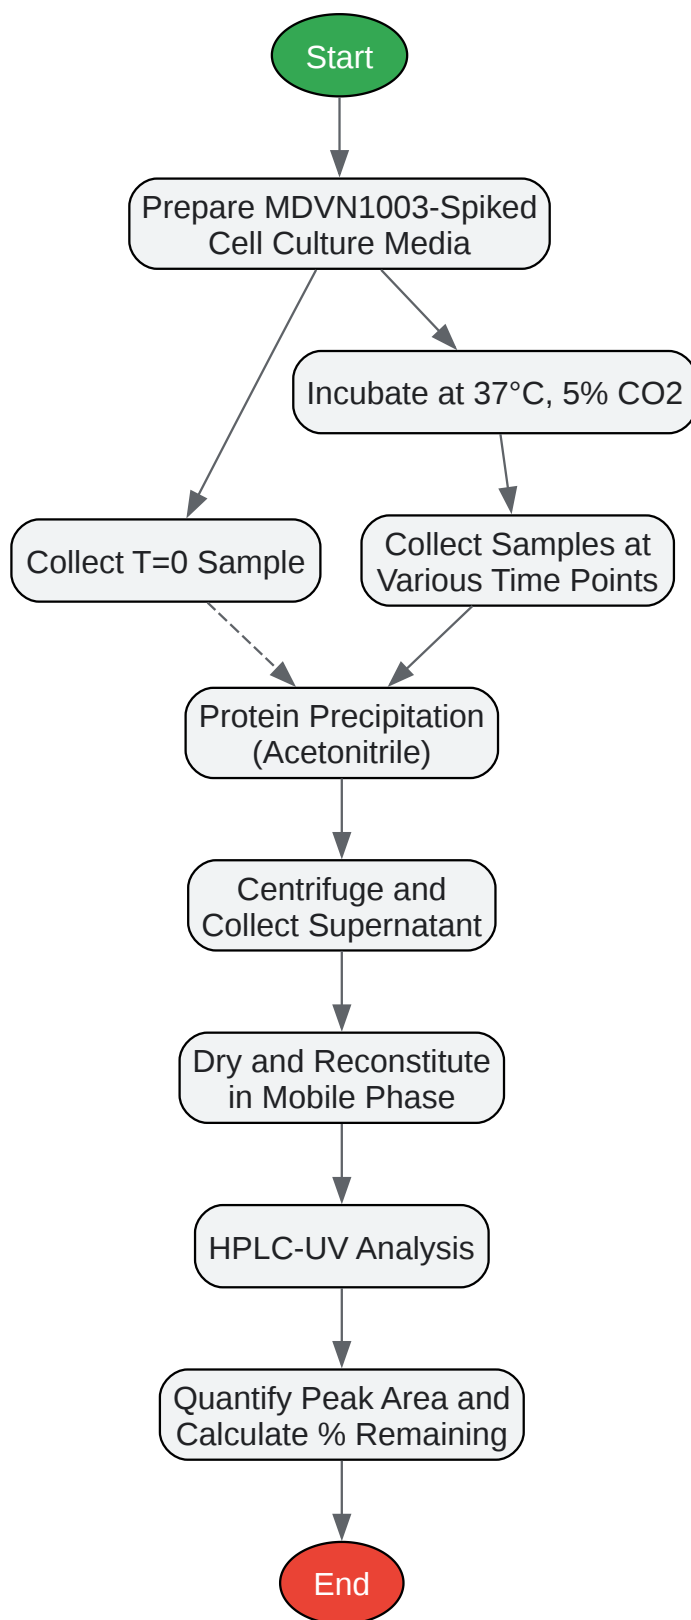 Start
Prepare MDVN1003-Spiked
Cell Culture Media
Incubate at 37°C, 5% CO2
Collect T=0 Sample
Collect Samples at
Various Time Points
Protein Precipitation
(Acetonitrile)
Centrifuge and
Collect Supernatant
Dry and Reconstitute
in Mobile Phase
HPLC-UV Analysis
Quantify Peak Area and
Calculate % Remaining
End